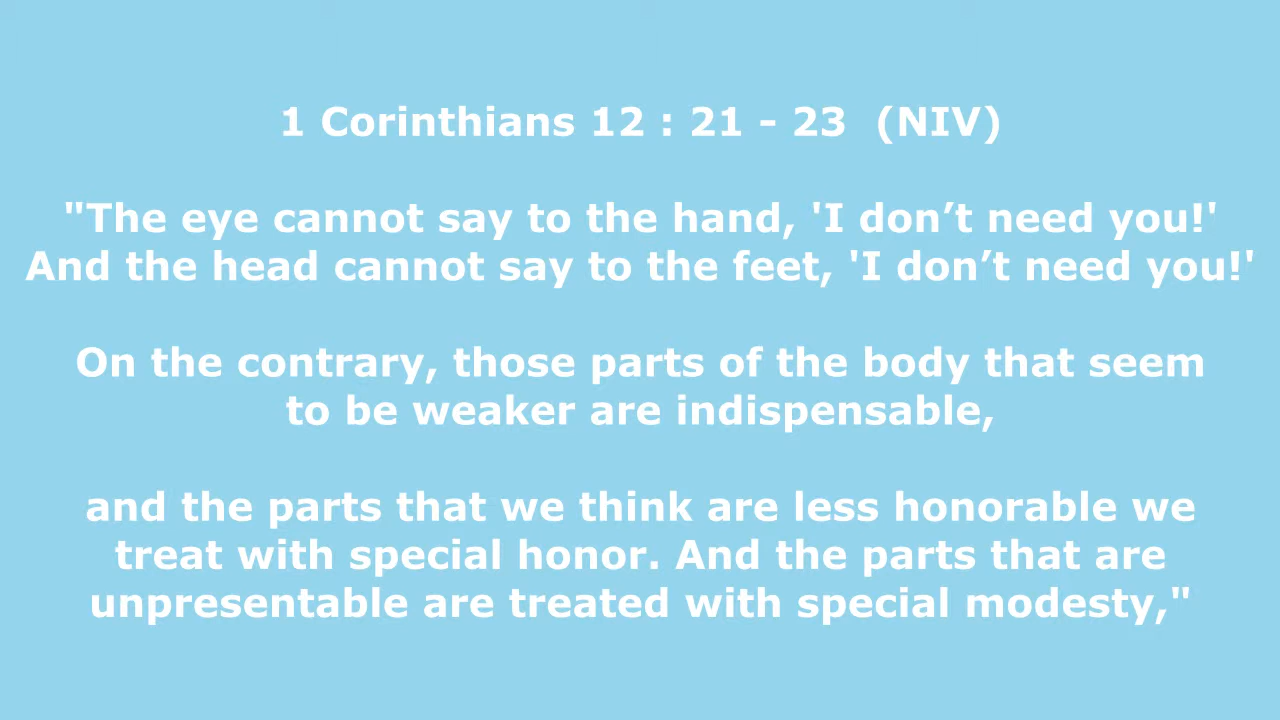 1 Corinthians 12 : 21 - 23  (NIV)
"The eye cannot say to the hand, 'I don’t need you!'
And the head cannot say to the feet, 'I don’t need you!'
On the contrary, those parts of the body that seem
to be weaker are indispensable,
and the parts that we think are less honorable we
treat with special honor. And the parts that are
unpresentable are treated with special modesty,"